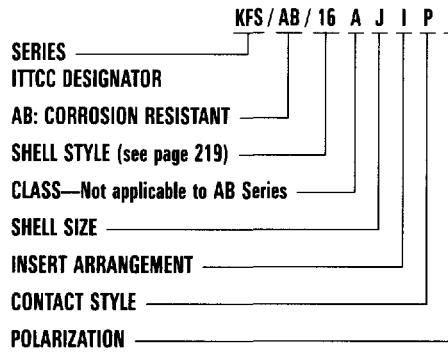 KFS / AB / 16 A J I P
SERIES
ITTCC DESIGNATOR
AB: CORROSION RESISTANT
SHELL STYLE (see page 219)
CLASS—Not applicable to AB Series
SHELL SIZE
INSERT ARRANGEMENT
CONTACT STYLE
POLARIZATION